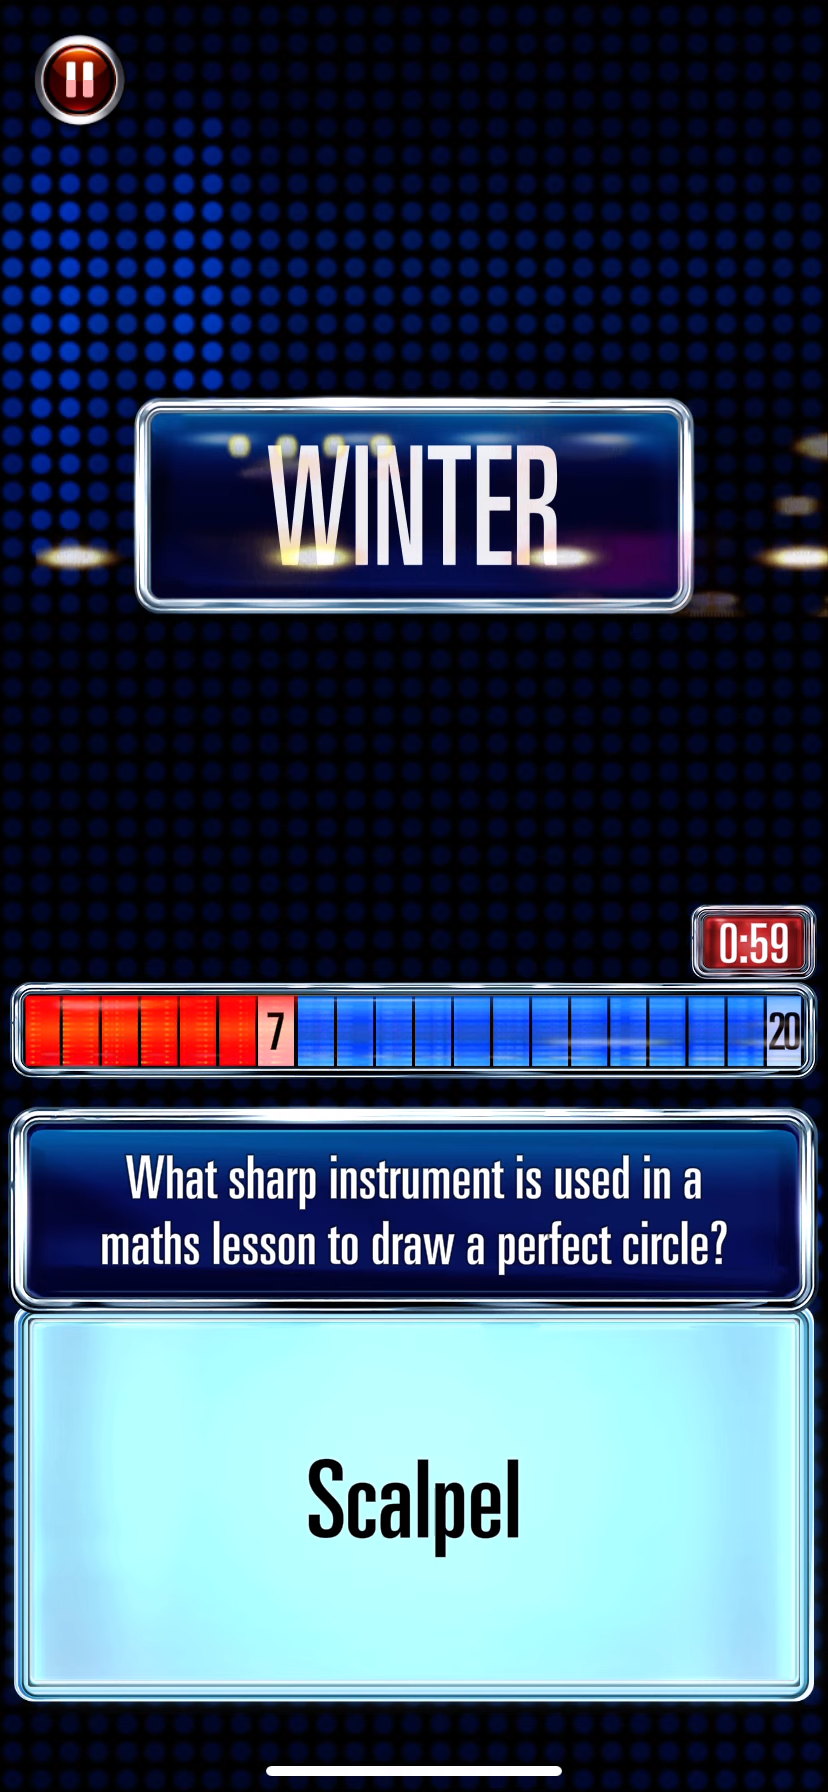 WINTER
0:59
7
20
What sharp instrument is used in a
maths lesson to draw a perfect circle?
Scalpel